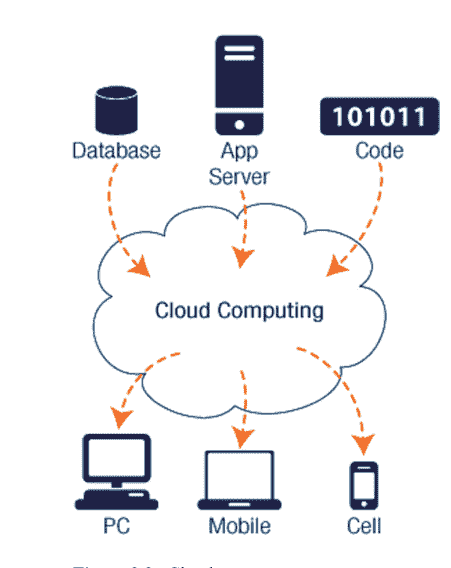 101011
Database
App
Server
Code
Cloud Computing
PC
Mobile
Cell